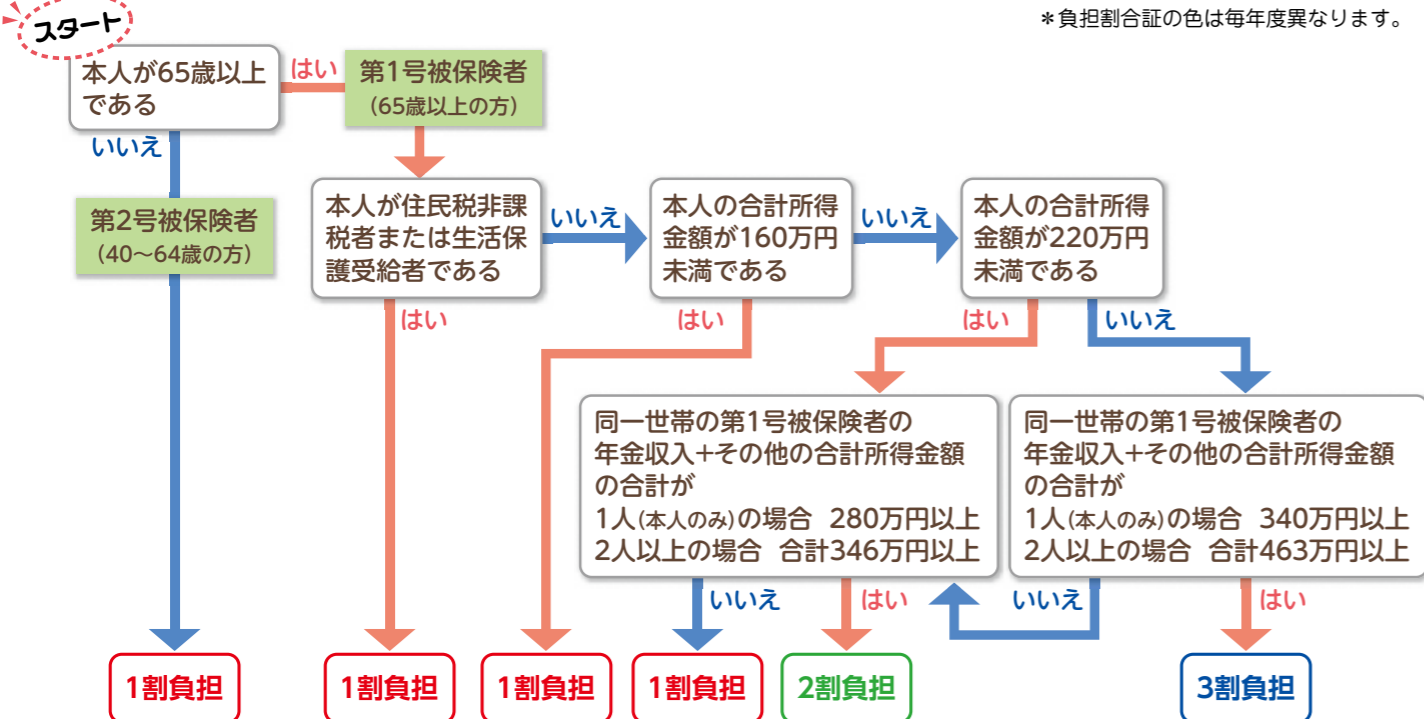 スタート
＊負担割合証の色は毎年度異なります。
本人が65歳以上
である
はい
第1号被保険者
（65歳以上の方）
いいえ
第2号被保険者
（40〜64歳の方）
本人が住民税非課
税者または生活保
護受給者である
いいえ
本人の合計所得
金額が160万円
未満である
いいえ
本人の合計所得
金額が220万円
未満である
はい
はい
はい
いいえ
同一世帯の第1号被保険者の
年金収入+その他の合計所得金額
の合計が
1人(本人のみ)の場合 280万円以上
2人以上の場合 合計346万円以上
同一世帯の第1号被保険者の
年金収入+その他の合計所得金額
の合計が
1人(本人のみ)の場合 340万円以上
2人以上の場合 合計463万円以上
いいえ
はい
いいえ
はい
1割負担
1割負担
1割負担
1割負担
2割負担
3割負担